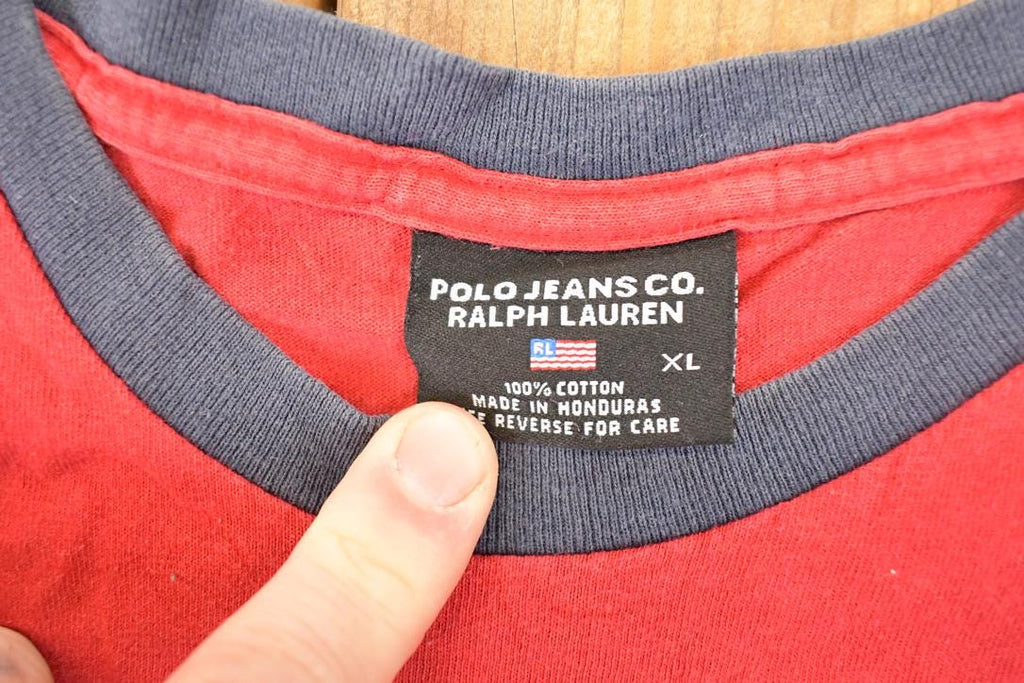 POLO JEANS CO.
RALPH LAUREN
RL
XL
100% COTTON
MADE IN HONDURAS
REVERSE FOR CARE